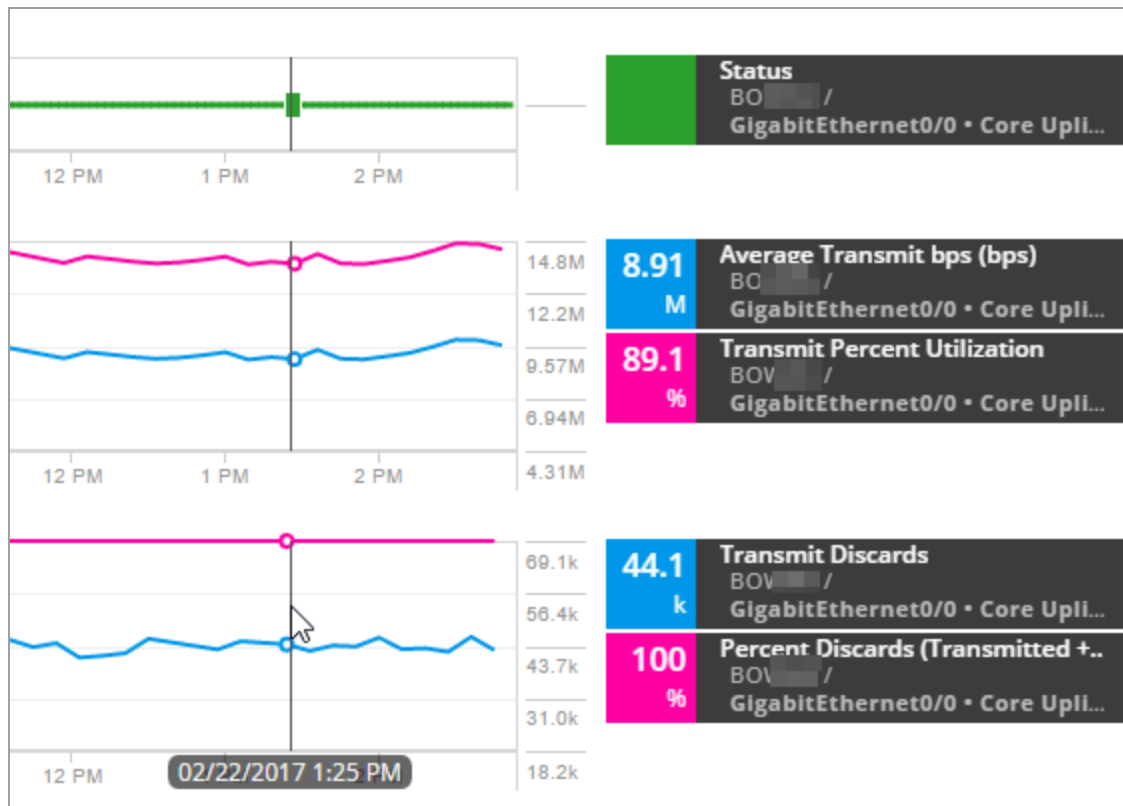 Status
BO /
GigabitEthernet0/0 • Core Upli...
12 PM 1 PM 2 PM
14.8M
12.2M
9.57M
6.94M
4.31M
12 PM 1 PM 2 PM
8.91 M
Average Transmit bps (bps)
BO /
GigabitEthernet0/0 • Core Upli...
89.1 %
Transmit Percent Utilization
BOW /
GigabitEthernet0/0 • Core Upli...
69.1k
56.4k
43.7k
31.0k
18.2k
12 PM
02/22/2017 1:25 PM
44.1 k
Transmit Discards
BOW /
GigabitEthernet0/0 • Core Upli...
100 %
Percent Discards (Transmitted +..
BOW /
GigabitEthernet0/0 • Core Upli...